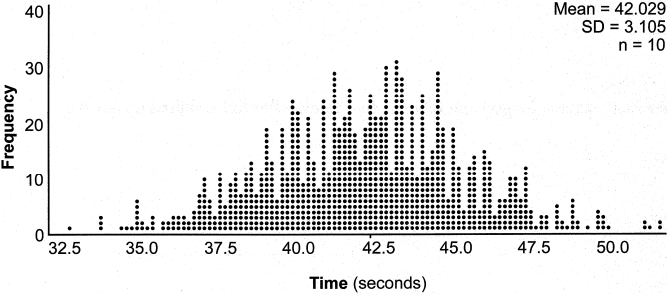 Mean = 42.029
SD = 3.105
n = 10
Frequency
40
30
20
10
0
32.5 35.0 37.5 40.0 42.5 45.0 47.5 50.0
Time (seconds)